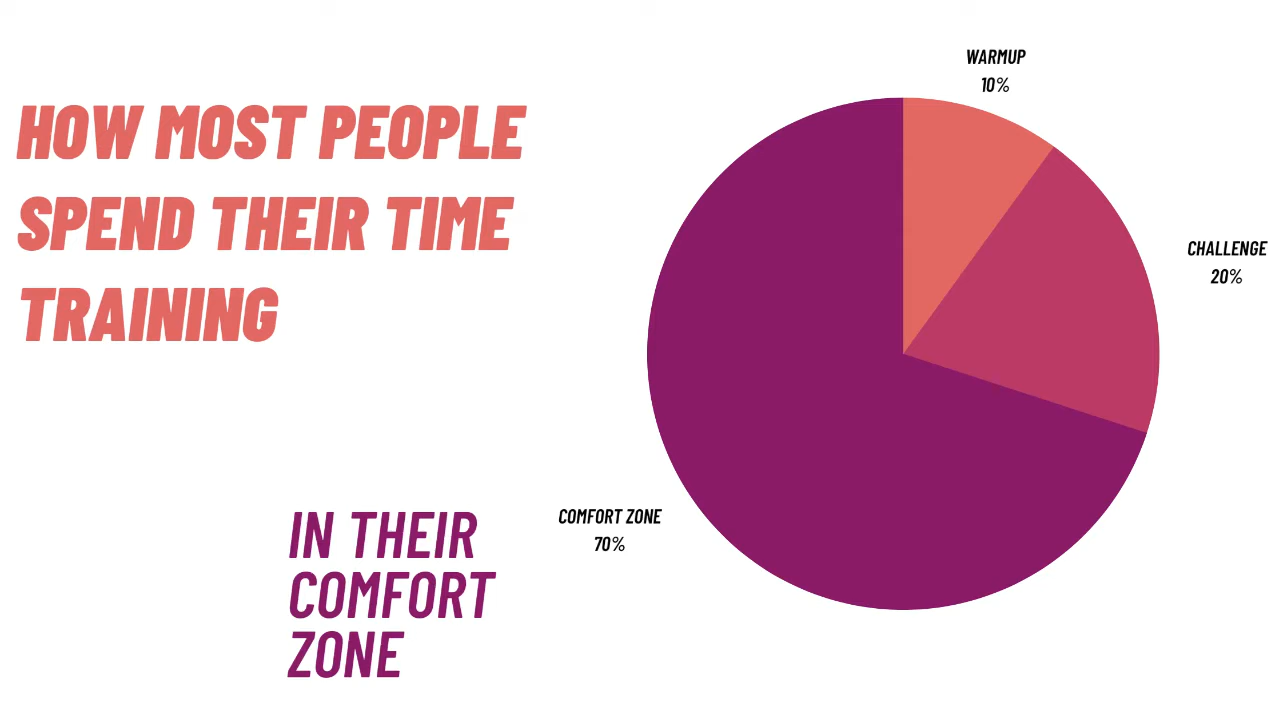 HOW MOST PEOPLE
SPEND THEIR TIME
TRAINING
IN THEIR
COMFORT
ZONE
WARMUP
10%
CHALLENGE
20%
COMFORT ZONE
70%